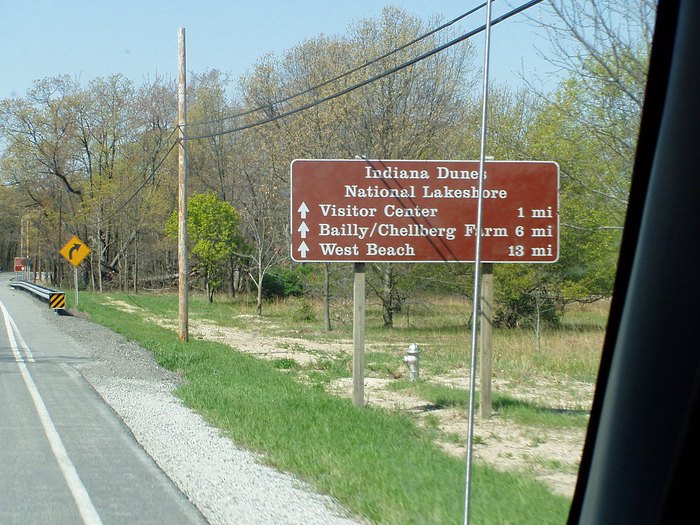 Indiana Dunes
National Lakeshore
Visitor Center 1 mi
Bailly/Chellberg Farm 6 mi
West Beach 13 mi